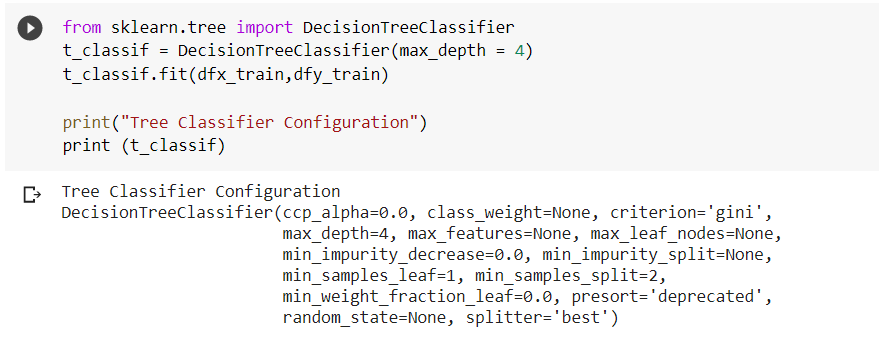 from sklearn.tree import DecisionTreeClassifier
t_classif = DecisionTreeClassifier(max_depth = 4)
t_classif.fit(dfx_train,dfy_train)
print("Tree Classifier Configuration")
print (t_classif)
Tree Classifier Configuration
DecisionTreeClassifier(ccp_alpha=0.0, class_weight=None, criterion='gini',
max_depth=4, max_features=None, max_leaf_nodes=None,
min_impurity_decrease=0.0, min_impurity_split=None,
min_samples_leaf=1, min_samples_split=2,
min_weight_fraction_leaf=0.0, presort='deprecated',
random_state=None, splitter='best')